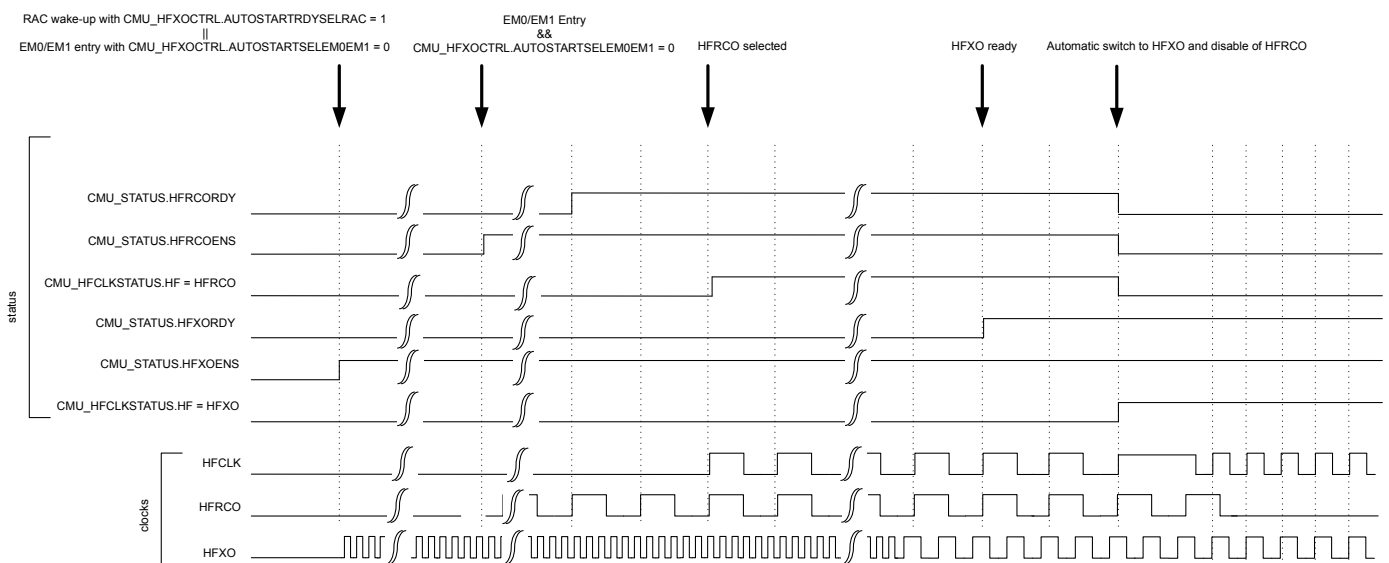 RAC wake-up with CMU_HFXOCTRL.AUTOSTARTRDYSELRAC = 1
||
EM0/EM1 entry with CMU_HFXOCTRL.AUTOSTARTSELEM0EM1 = 0
EM0/EM1 Entry
&&
CMU_HFXOCTRL.AUTOSTARTSELEM0EM1 = 0
HFRCO selected
HFXO ready
Automatic switch to HFXO and disable of HFRCO
status
CMU_STATUS.HFRCORDY
CMU_STATUS.HFRCOENS
CMU_HFCLKSTATUS.HF = HFRCO
CMU_STATUS.HFXORDY
CMU_STATUS.HFXOENS
CMU_HFCLKSTATUS.HF = HFXO
clocks
HFCLK
HFRCO
HFXO